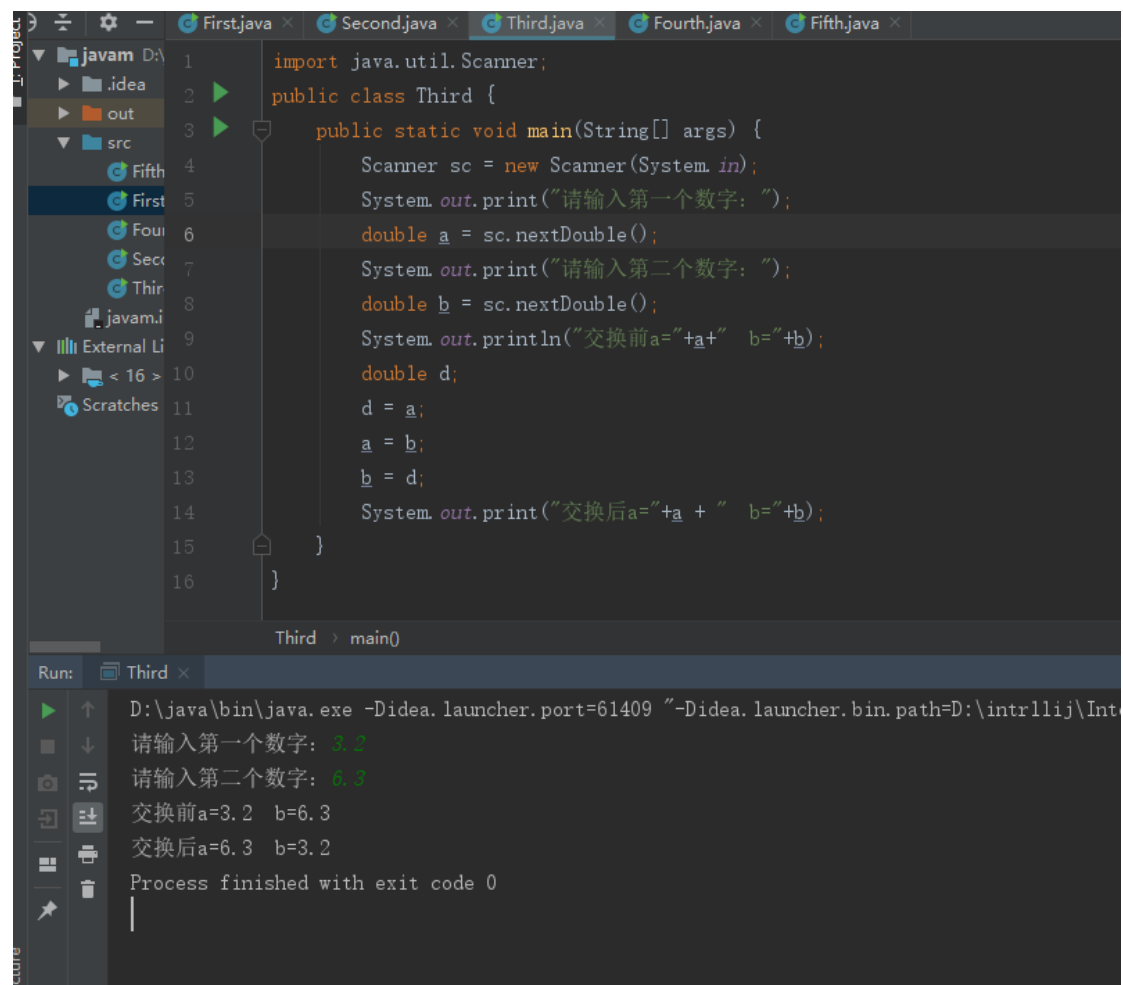 First.java × Second.java × Third.java × Fourth.java × Fifth.java ×
Project
javam D:\
.idea
out
src
Fifth
First
Four
Seco
Thir
javam.i
External Li
< 16 >
Scratches
1 import java.util.Scanner;
2 public class Third {
3 public static void main(String[] args) {
4 Scanner sc = new Scanner(System.in);
5 System.out.print("请输入第一个数字：");
6 double a = sc.nextDouble();
7 System.out.print("请输入第二个数字：");
8 double b = sc.nextDouble();
9 System.out.println("交换前a="+a+"  b="+b);
10 double d;
11 d = a;
12 a = b;
13 b = d;
14 System.out.print("交换后a="+a + "  b="+b);
15 }
16 }
Third › main()
Run: Third ×
D:\java\bin\java.exe -Didea.launcher.port=61409 "-Didea.launcher.bin.path=D:\intrllij\Int
请输入第一个数字：3.2
请输入第二个数字：6.3
交换前a=3.2  b=6.3
交换后a=6.3  b=3.2
Process finished with exit code 0